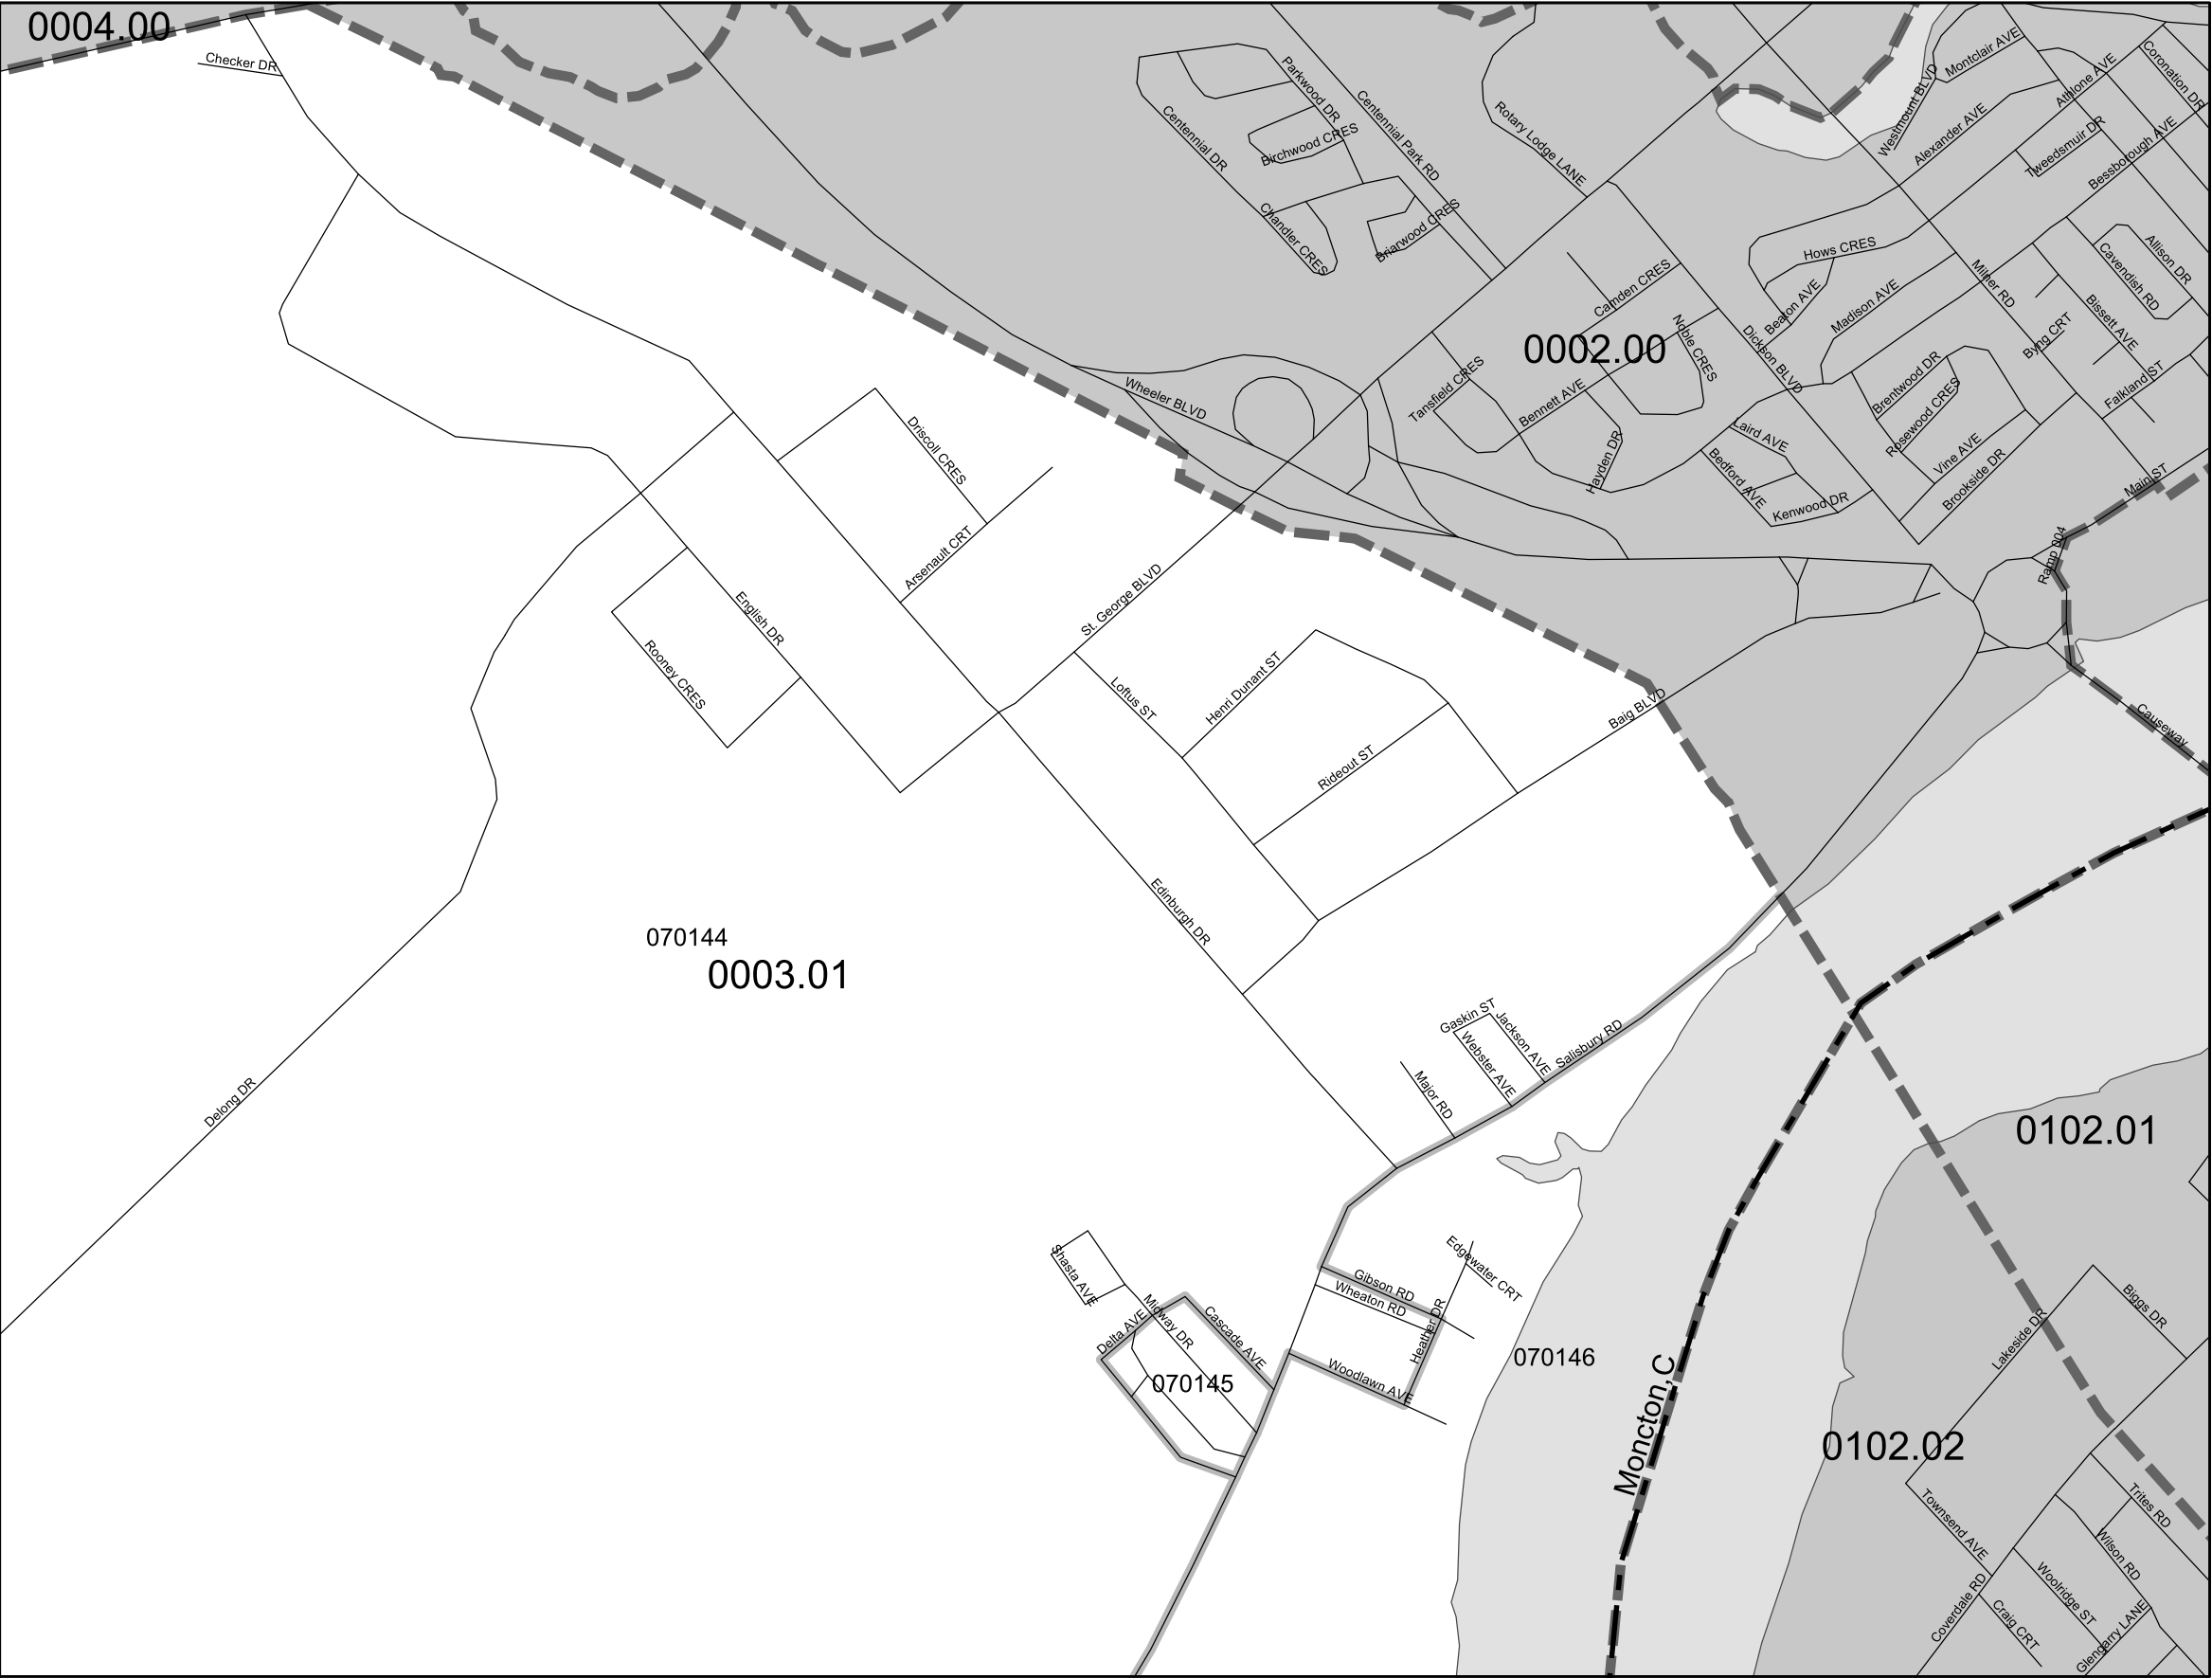 0004.00
Checker DR
Centennial DR
Parkwood DR
Birchwood CRES
Chandler CRES
Briarwood CRES
Centennial Park RD
Rotary Lodge LANE
Westmount BLVD
Montclair AVE
Alexander AVE
Athlone AVE
Coronation DR
Tweedsmuir DR
Bessborough AVE
Hows CRES
Beaton AVE
Madison AVE
Milner RD
Cavendish RD
Allison DR
Bissett AVE
Byng CRT
Falkland ST
Camden CRES
Noble CRES
0002.00
Dickson BLVD
Tansfield CRES
Bennett AVE
Hayden DR
Laird AVE
Bedford AVE
Kenwood DR
Brentwood DR
Rosewood CRES
Vine AVE
Brookside DR
Main ST
Ramp 804
Causeway
Wheeler BLVD
Driscoll CRES
Arsenault CRT
St. George BLVD
English DR
Rooney CRES
Loftus ST
Henri Dunant ST
Rideout ST
Baig BLVD
Edinburgh DR
070144
0003.01
Delong DR
Gaskin ST
Jackson AVE
Webster AVE
Major RD
Salisbury RD
0102.01
Shasta AVE
Midway DR
Delta AVE
Cascade AVE
070145
Gibson RD
Wheaton RD
Heather DR
Edgewater CRT
Woodlawn AVE
070146
Moncton, C
0102.02
Lakeside DR
Biggs DR
Townsend AVE
Trites RD
Wilson RD
Woolridge ST
Coverdale RD
Craig CRT
Glengarry LANE